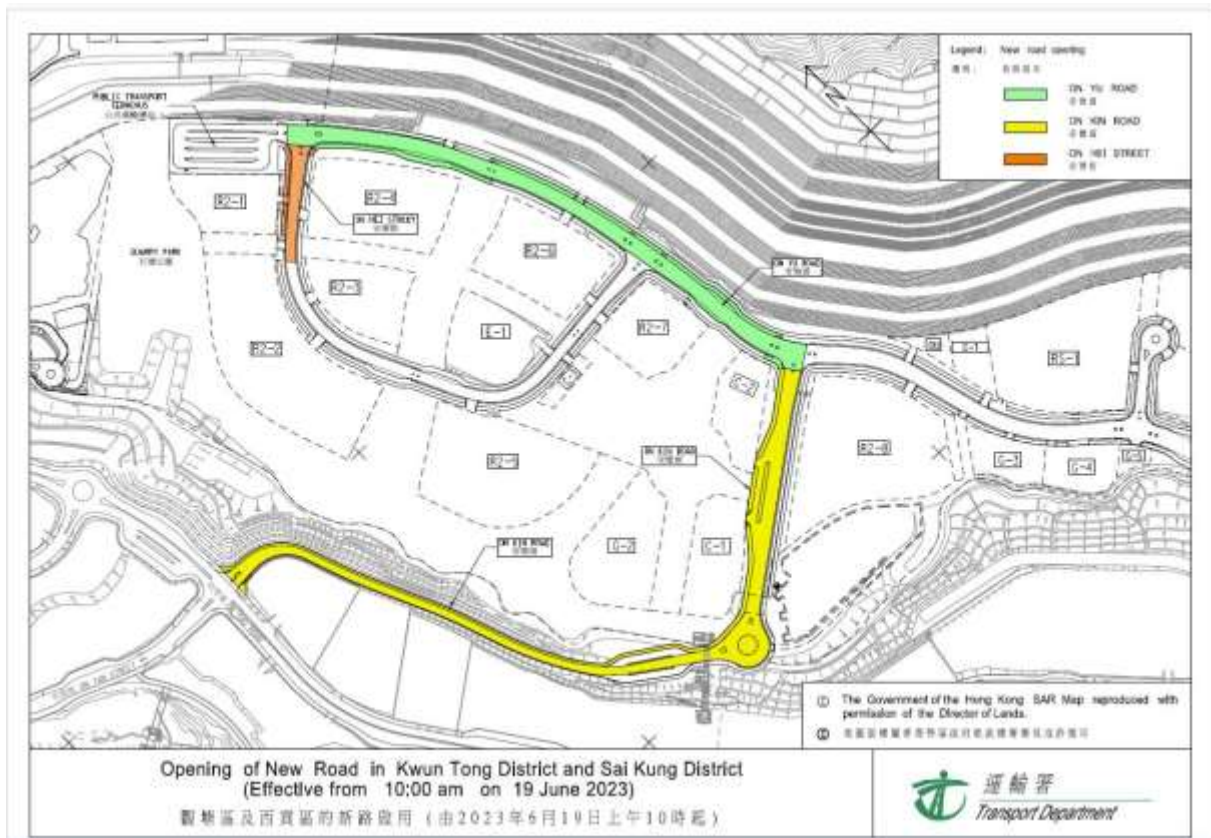 Legend: New road opening
ON YU ROAD
ON KIN ROAD
ON HEI STREET
PUBLIC TRANSPORT
TERMINUS
R2-1
R2-4
ON HEI STREET
R2-6
QUARRY PARK
ON YU ROAD
R2-3
E-1
R2-7
R2-2
G-1
RS-1
C-2
ON KIN ROAD
R2-8
R2-5
G-3
G-4
G-5
ON KIN ROAD
G-2
C-1
The Government of the Hong Kong SAR Map reproduced with
permission of the Director of Lands.
Opening of New Road in Kwun Tong District and Sai Kung District
(Effective from 10:00 am on 19 June 2023)
觀塘區及西貢區的新路啟用 (由2023年6月19日上午10時起)
運輸署
Transport Department